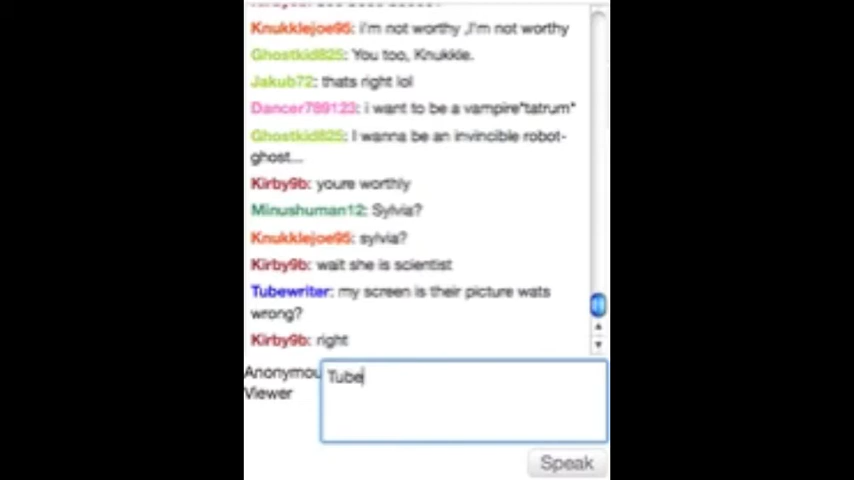 Knukklejoe95: i'm not worthy ,I'm not worthy
Ghostkid825: You too, Knukkle.
Jakub72: thats right lol
Dancer789123: i want to be a vampire*tatrum*
Ghostkid825: I wanna be an invincible robot-
ghost...
Kirby9b: youre worthly
Minushuman12: Sylvia?
Knukklejoe95: sylvia?
Kirby9b: wait she is scientist
Tubewriter: my screen is their picture wats
wrong?
Kirby9b: right
Anonymou
Viewer
Tube
Speak